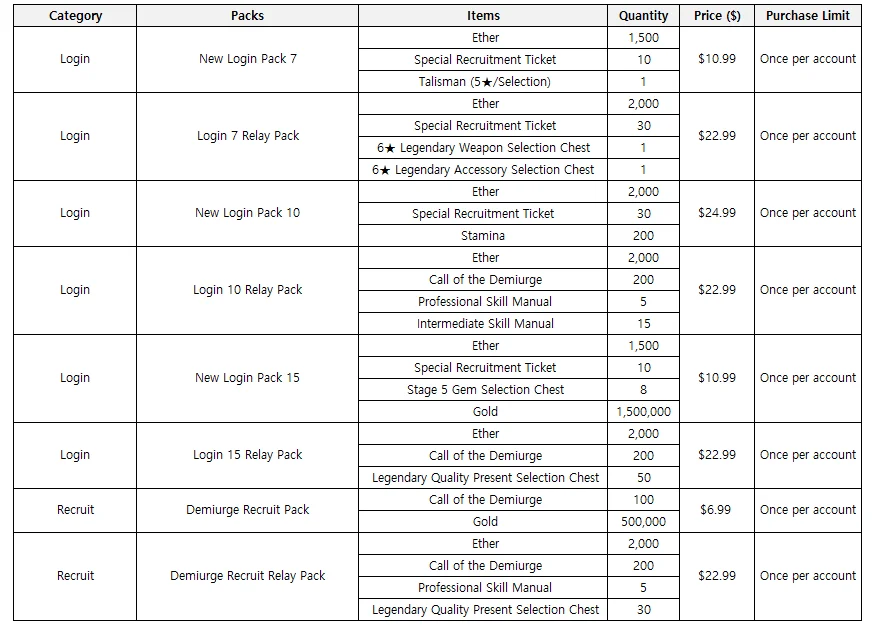 Category Packs Items Quantity Price ($) Purchase Limit
Login New Login Pack 7 Ether 1,500 $10.99 Once per account
Special Recruitment Ticket 10
Talisman (5★/Selection) 1
Login Login 7 Relay Pack Ether 2,000 $22.99 Once per account
Special Recruitment Ticket 30
6★ Legendary Weapon Selection Chest 1
6★ Legendary Accessory Selection Chest 1
Login New Login Pack 10 Ether 2,000 $24.99 Once per account
Special Recruitment Ticket 30
Stamina 200
Login Login 10 Relay Pack Ether 2,000 $22.99 Once per account
Call of the Demiurge 200
Professional Skill Manual 5
Intermediate Skill Manual 15
Login New Login Pack 15 Ether 1,500 $10.99 Once per account
Special Recruitment Ticket 10
Stage 5 Gem Selection Chest 8
Gold 1,500,000
Login Login 15 Relay Pack Ether 2,000 $22.99 Once per account
Call of the Demiurge 200
Legendary Quality Present Selection Chest 50
Recruit Demiurge Recruit Pack Call of the Demiurge 100 $6.99 Once per account
Gold 500,000
Recruit Demiurge Recruit Relay Pack Ether 2,000 $22.99 Once per account
Call of the Demiurge 200
Professional Skill Manual 5
Legendary Quality Present Selection Chest 30